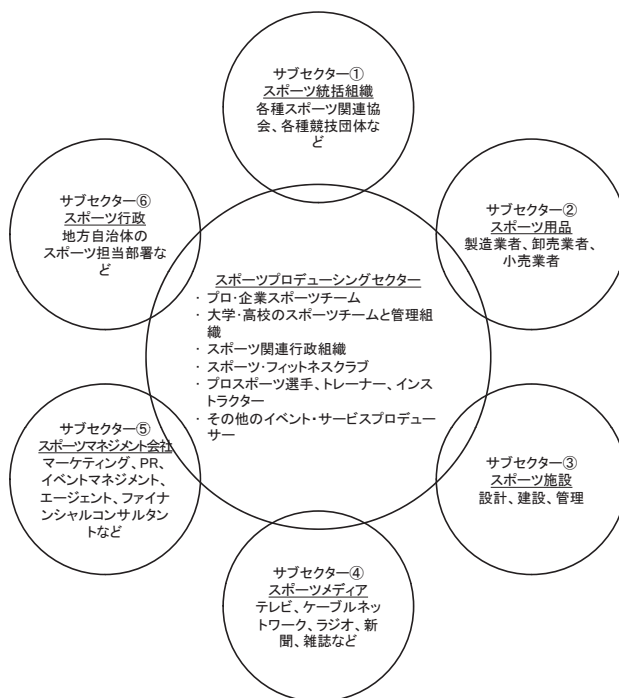 サブセクター①
スポーツ統括組織
各種スポーツ関連協
会、各種競技団体な
ど
サブセクター⑥
スポーツ行政
地方自治体の
スポーツ担当部署な
ど
サブセクター②
スポーツ用品
製造業者、卸売業者、
小売業者
スポーツプロデューシングセクター
・ プロ・企業スポーツチーム
・ 大学・高校のスポーツチームと管理組
織
・ スポーツ関連行政組織
・ スポーツ・フィットネスクラブ
・ プロスポーツ選手、トレーナー、インス
トラクター
・ その他のイベント・サービスプロデュー
サー
サブセクター⑤
スポーツマネジメント会社
マーケティング、PR、
イベントマネジメント、
エージェント、ファイナ
ンシャルコンサルタン
トなど
サブセクター③
スポーツ施設
設計、建設、管理
サブセクター④
スポーツメディア
テレビ、ケーブルネッ
トワーク、ラジオ、新
聞、雑誌など